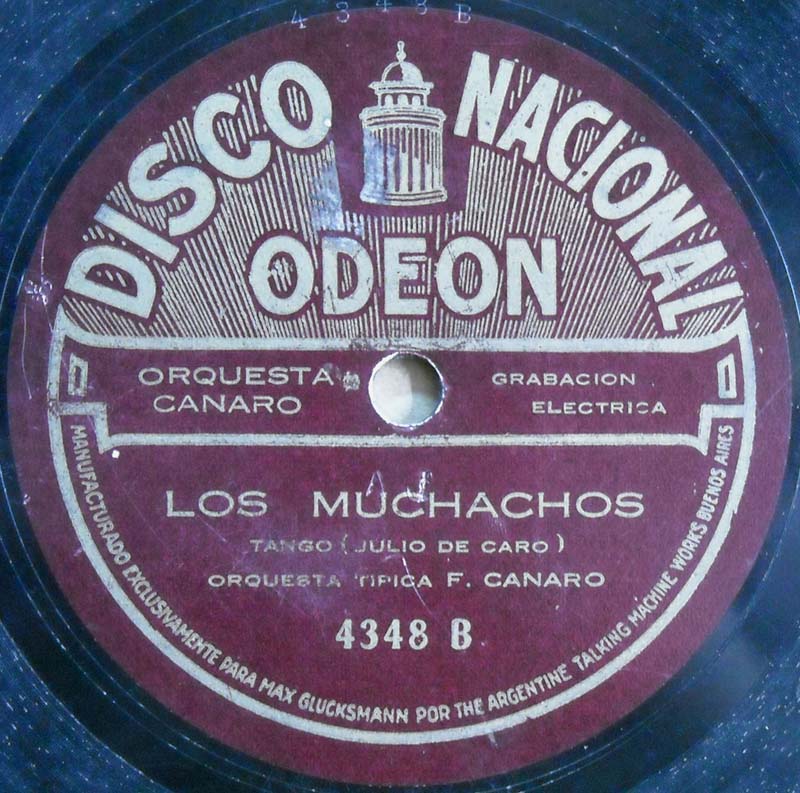 4343B
DISCO NACIONAL
ODEON
ORQUESTA
CANARO
GRABACION
ELECTRICA
LOS MUCHACHOS
TANGO (JULIO DE CARO)
ORQUESTA TIPICA F. CANARO
4348 B
MANUFACTURADO EXCLUSIVAMENTE PARA MAX GLUCKSMANN POR THE ARGENTINE TALKING MACHINE WORKS BUENOS AIRES